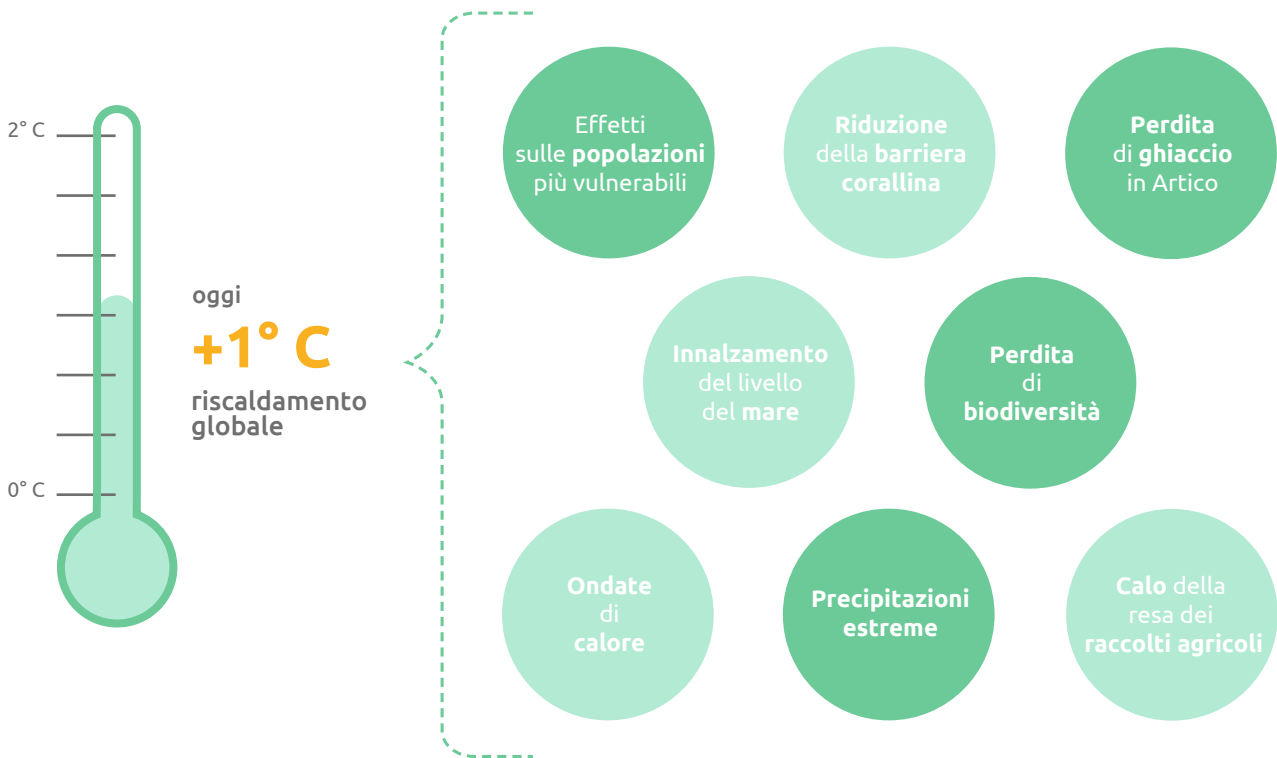 2° C
0° C
oggi
+1° C
riscaldamento
globale
Effetti
sulle popolazioni
più vulnerabili
Riduzione
della barriera
corallina
Perdita
di ghiaccio
in Artico
Innalzamento
del livello
del mare
Perdita
di
biodiversità
Ondate
di
calore
Precipitazioni
estreme
Calo della
resa dei
raccolti agricoli